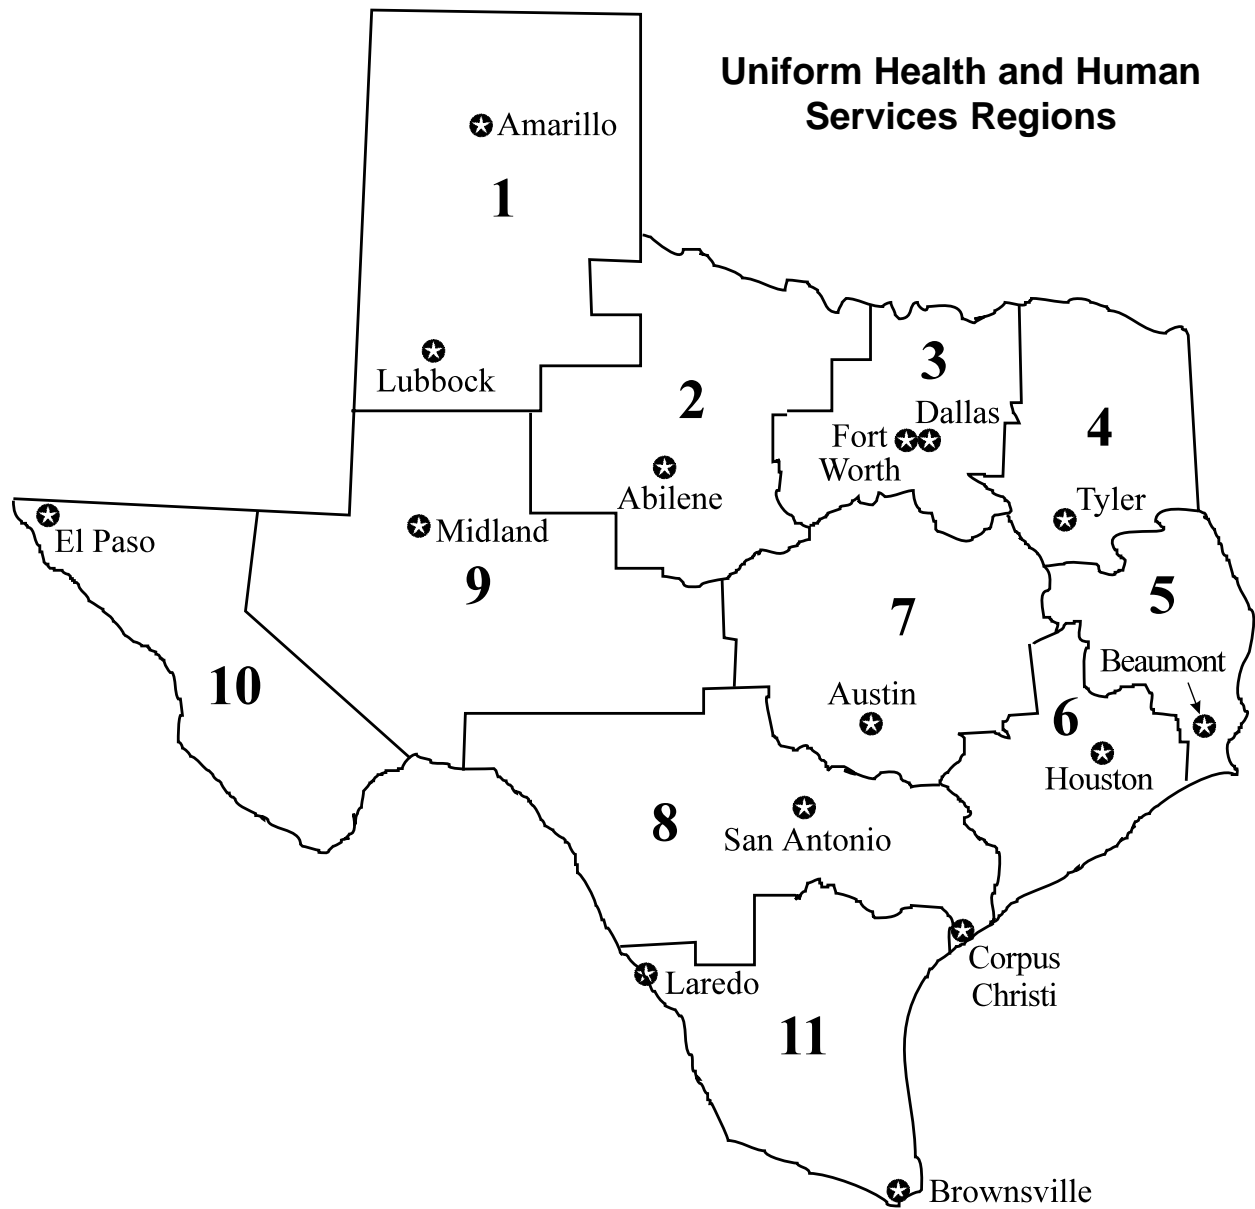 Uniform Health and Human
Services Regions
Amarillo
1
Lubbock
2
3
Dallas
Fort
Worth
4
Abilene
Tyler
El Paso
Midland
9
5
7
Beaumont
10
Austin
6
Houston
8
San Antonio
Corpus
Christi
Laredo
11
Brownsville